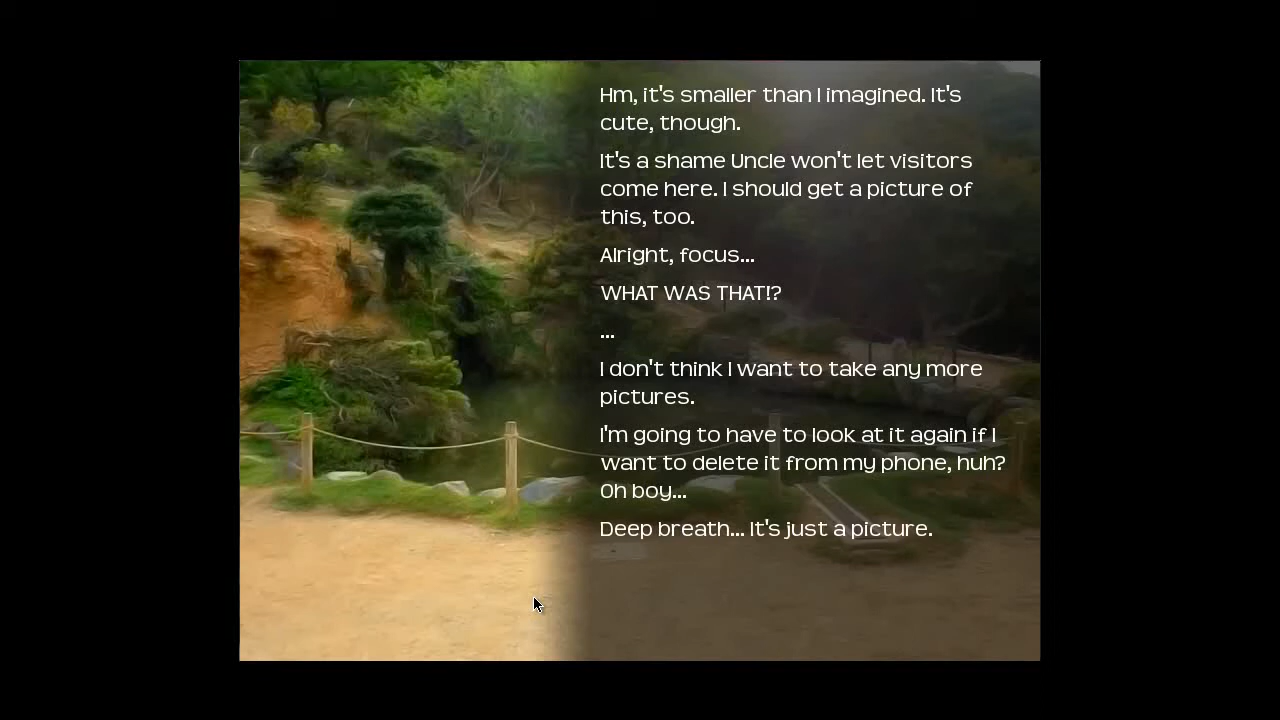 Hm, it's smaller than I imagined. It's
cute, though.
It's a shame Uncle won't let visitors
come here. I should get a picture of
this, too.
Alright, focus...
WHAT WAS THAT!?
...
I don't think I want to take any more
pictures.
I'm going to have to look at it again if I
want to delete it from my phone, huh?
Oh boy...
Deep breath... It's just a picture.